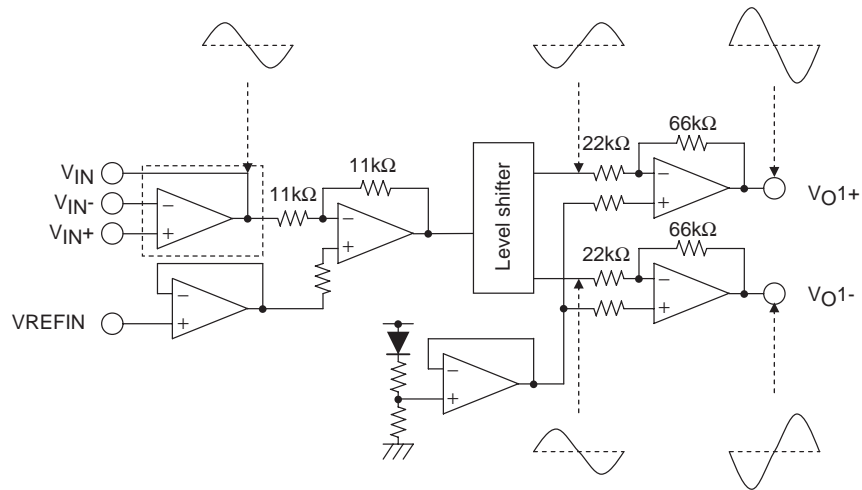 VIN
VIN-
VIN+
VREFIN
11kΩ
11kΩ
Level shifter
22kΩ
66kΩ
22kΩ
66kΩ
VO1+
VO1-
−
+
−
+
−
+
−
+
−
+
−
+